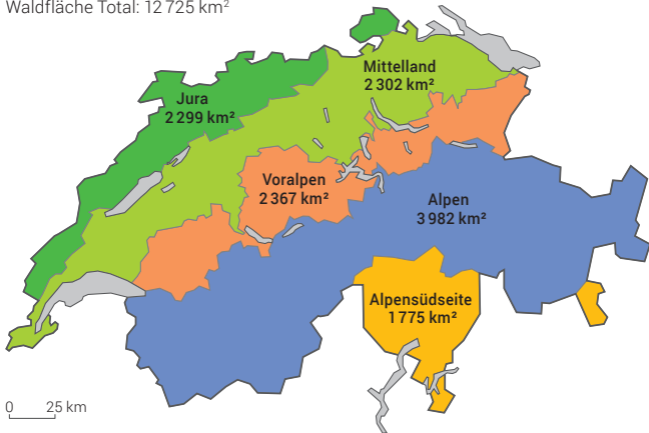 Waldfläche Total: 12 725 km²
Mittelland
2 302 km²
Jura
2 299 km²
Voralpen
2 367 km²
Alpen
3 982 km²
Alpensüdseite
1 775 km²
0 25 km